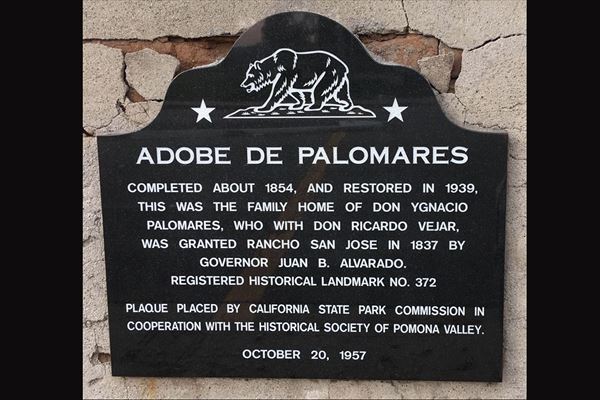 ADOBE DE PALOMARES
COMPLETED ABOUT 1854, AND RESTORED IN 1939,
THIS WAS THE FAMILY HOME OF DON YGNACIO
PALOMARES, WHO WITH DON RICARDO VEJAR,
WAS GRANTED RANCHO SAN JOSE IN 1837 BY
GOVERNOR JUAN B. ALVARADO.
REGISTERED HISTORICAL LANDMARK NO. 372
PLAQUE PLACED BY CALIFORNIA STATE PARK COMMISSION IN
COOPERATION WITH THE HISTORICAL SOCIETY OF POMONA VALLEY.
OCTOBER 20, 1957